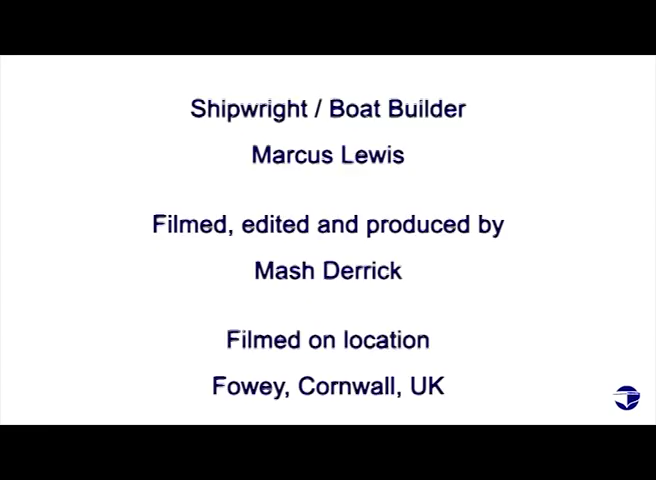 Shipwright / Boat Builder
Marcus Lewis
Filmed, edited and produced by
Mash Derrick
Filmed on location
Fowey, Cornwall, UK